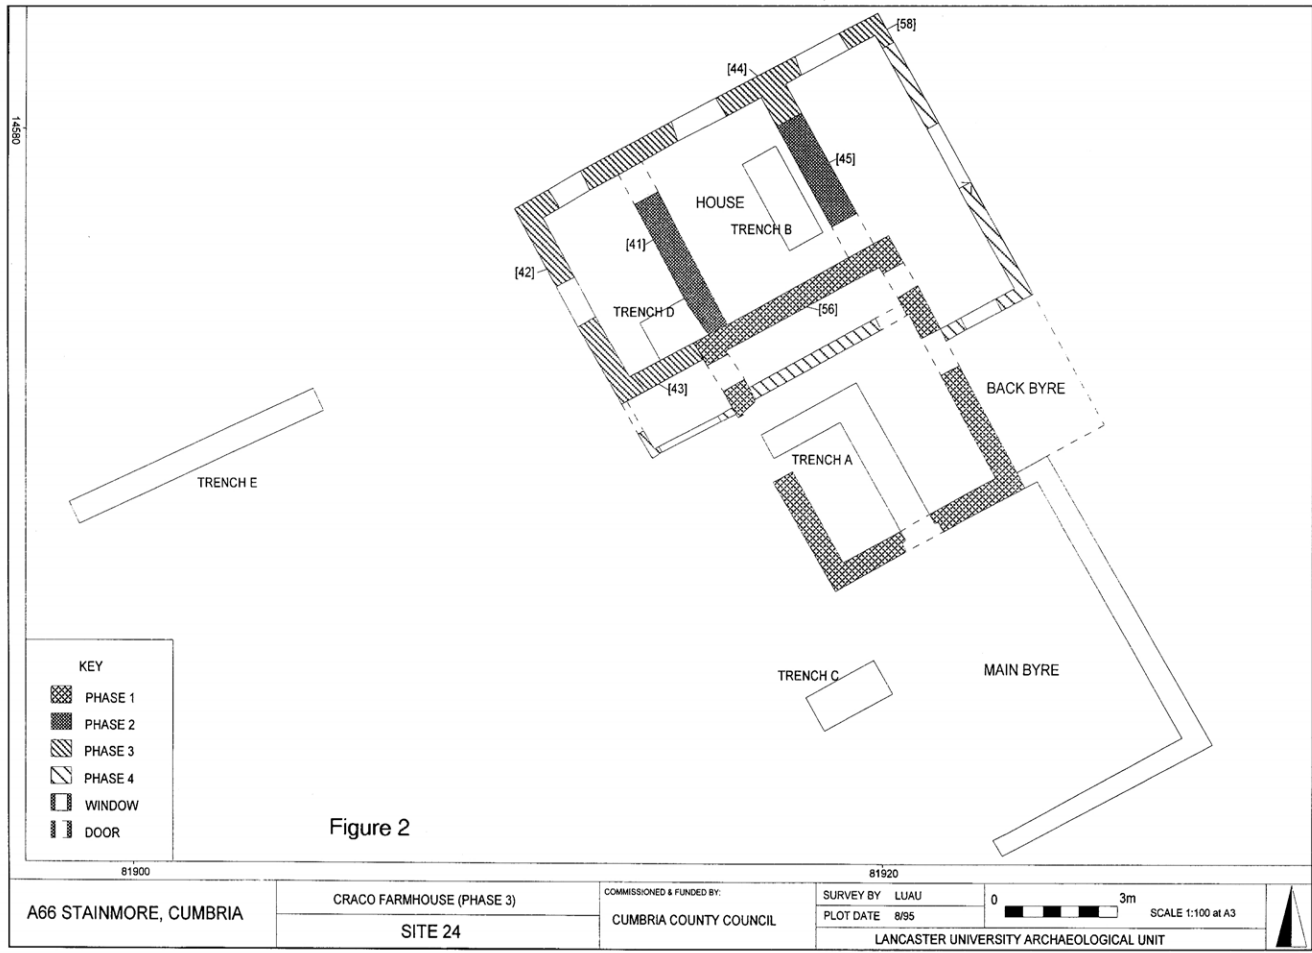 [58]
[44]
14580
[45]
HOUSE
TRENCH B
[41]
[42]
TRENCH D
[56]
[43]
BACK BYRE
TRENCH A
TRENCH E
TRENCH C
MAIN BYRE
KEY
PHASE 1
PHASE 2
PHASE 3
PHASE 4
WINDOW
DOOR
Figure 2
81900
81920
A66 STAINMORE, CUMBRIA
CRACO FARMHOUSE (PHASE 3)
SITE 24
COMMISSIONED & FUNDED BY:
CUMBRIA COUNTY COUNCIL
SURVEY BY LUAU
PLOT DATE 8/95
0 3m
SCALE 1:100 at A3
LANCASTER UNIVERSITY ARCHAEOLOGICAL UNIT